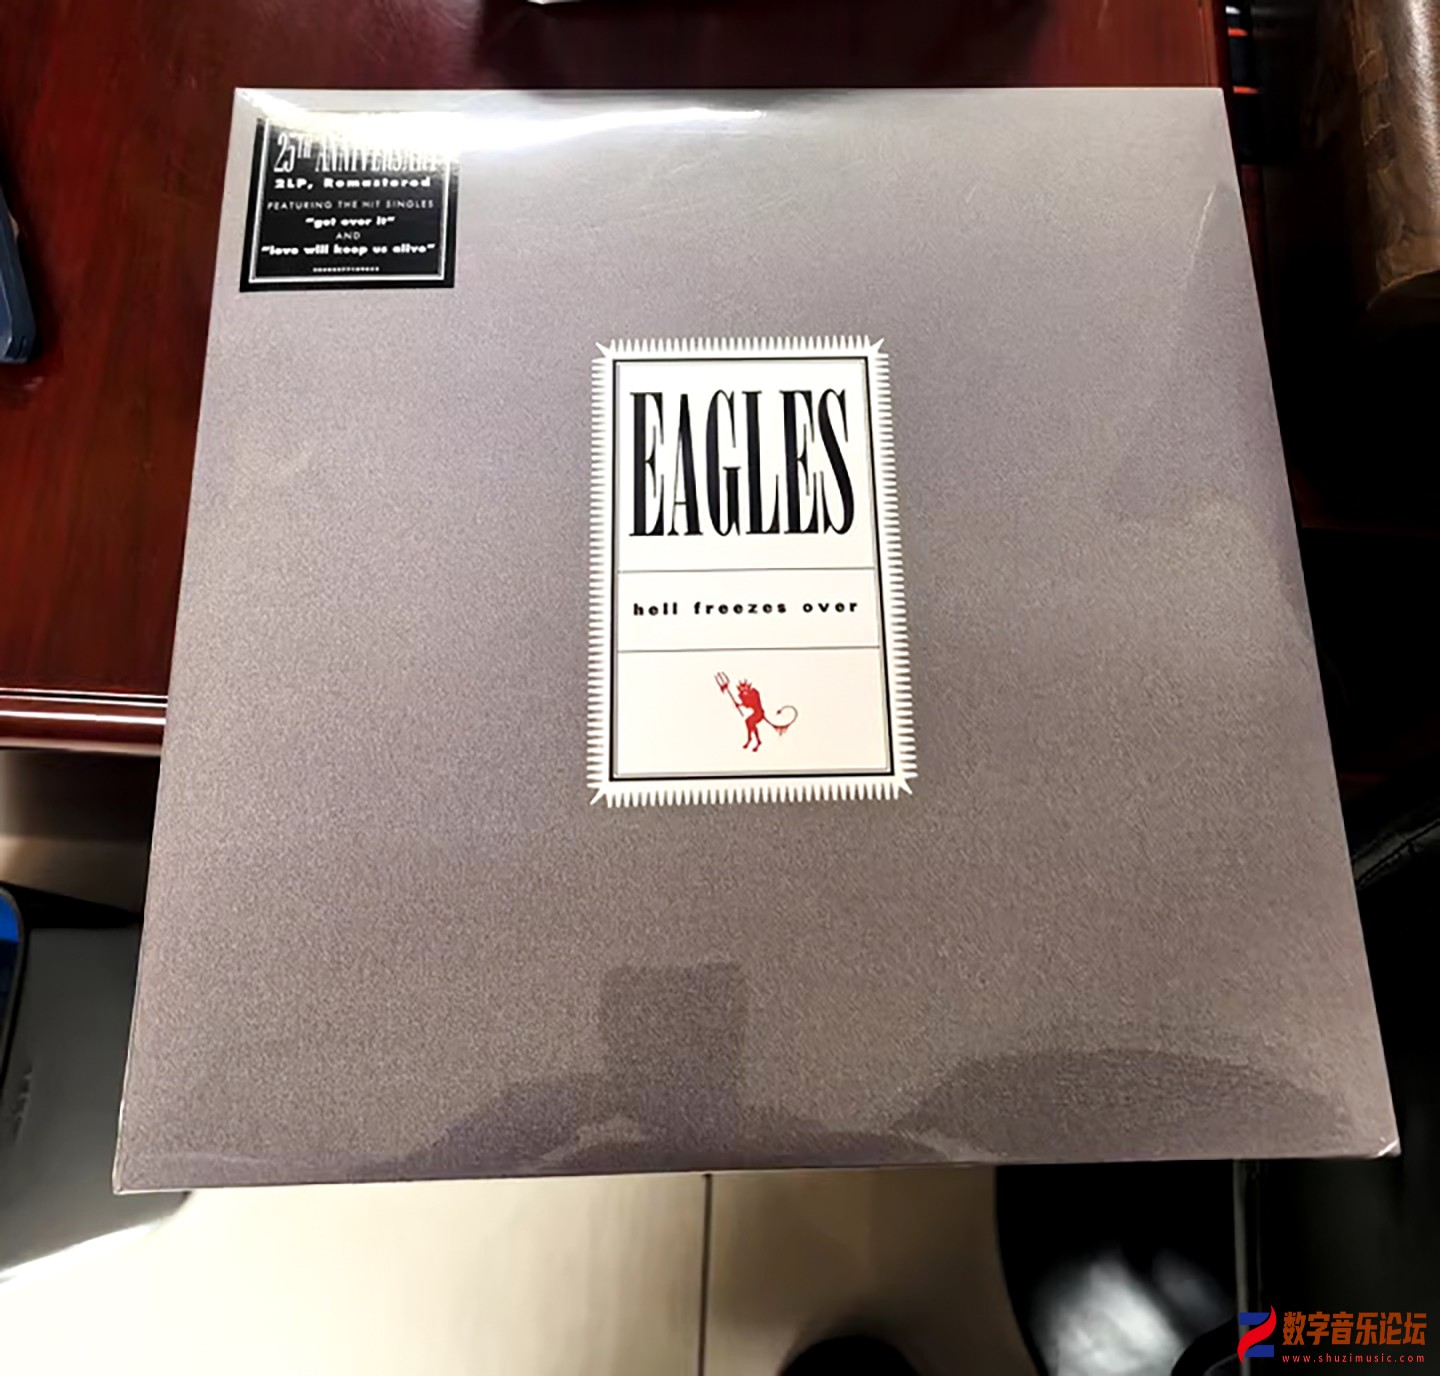 25TH ANNIVERSARY
2LP, Remastered
FEATURING THE HIT SINGLES
"get over it"
AND
"love will keep us alive"
EAGLES
hell freezes over
数字音乐论坛
www.shuzimusic.com